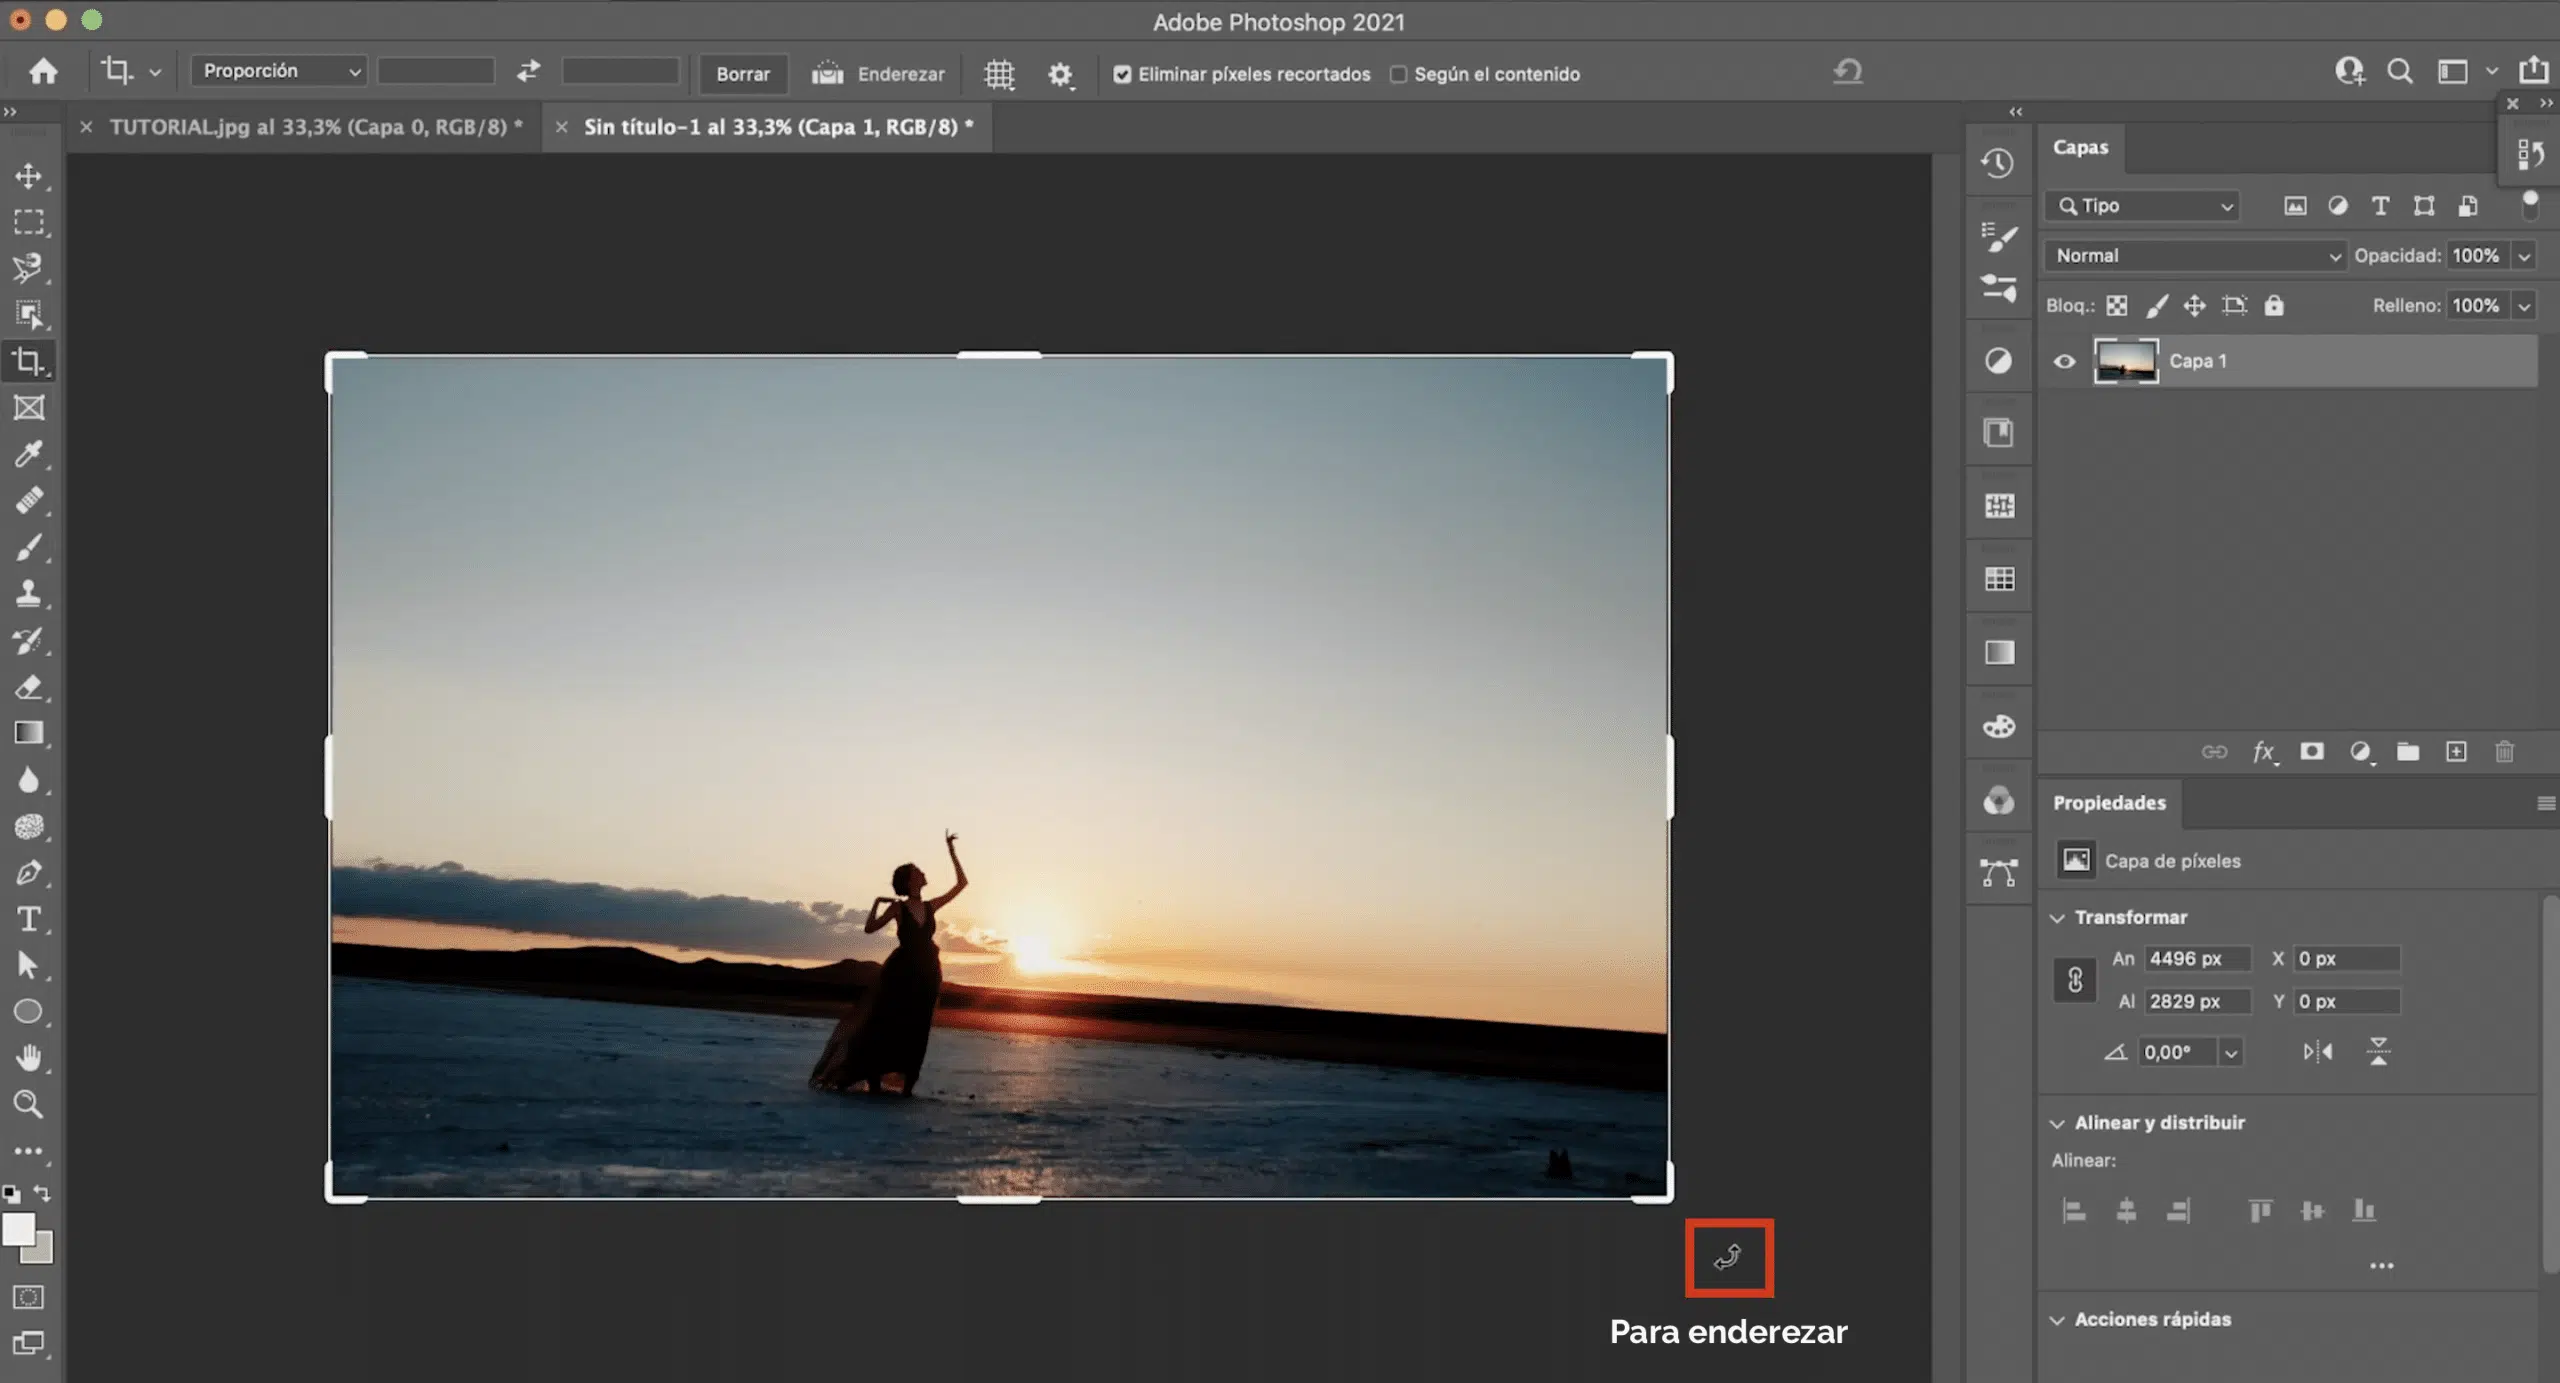 Adobe Photoshop 2021
Proporción
Borrar
Enderezar
Eliminar píxeles recortados
Según el contenido
TUTORIAL.jpg al 33,3% (Capa 0, RGB/8) *
Sin título-1 al 33,3% (Capa 1, RGB/8) *
Capas
Tipo
Normal
Opacidad: 100%
Bloq.:
Relleno: 100%
Capa 1
fx
Propiedades
Capa de píxeles
Transformar
An 4496 px X 0 px
Al 2829 px Y 0 px
0,00°
Alinear y distribuir
Alinear:
Acciones rápidas
Para enderezar